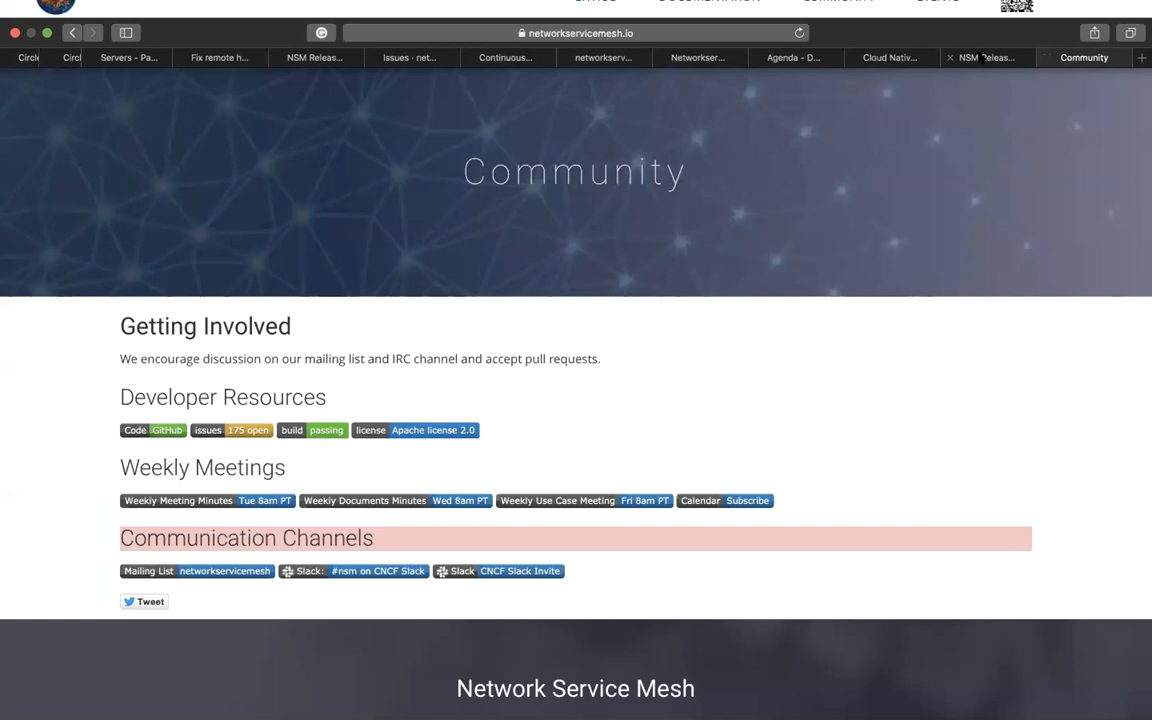 networkservicemesh.io
Circle Circl Servers - Pa... Fix remote h... NSM Releas... Issues · net... Continuous... networkserv... Networkser... Agenda - D... Cloud Nativ... NSM Releas... Community
Community
Getting Involved
We encourage discussion on our mailing list and IRC channel and accept pull requests.
Developer Resources
Code GitHub issues 175 open build passing license Apache license 2.0
Weekly Meetings
Weekly Meeting Minutes Tue 8am PT Weekly Documents Minutes Wed 8am PT Weekly Use Case Meeting Fri 8am PT Calendar Subscribe
Communication Channels
Mailing List networkservicemesh Slack: #nsm on CNCF Slack Slack CNCF Slack Invite
Tweet
Network Service Mesh